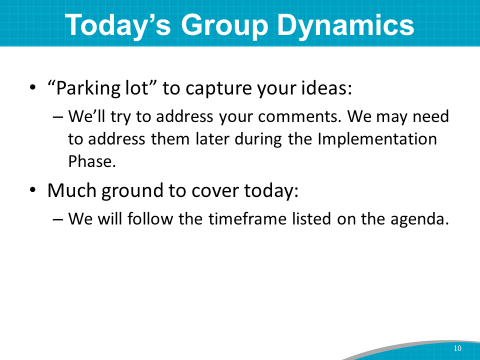 Today’s Group Dynamics
• “Parking lot” to capture your ideas:
– We’ll try to address your comments. We may need
to address them later during the Implementation
Phase.
• Much ground to cover today:
– We will follow the timeframe listed on the agenda.
10